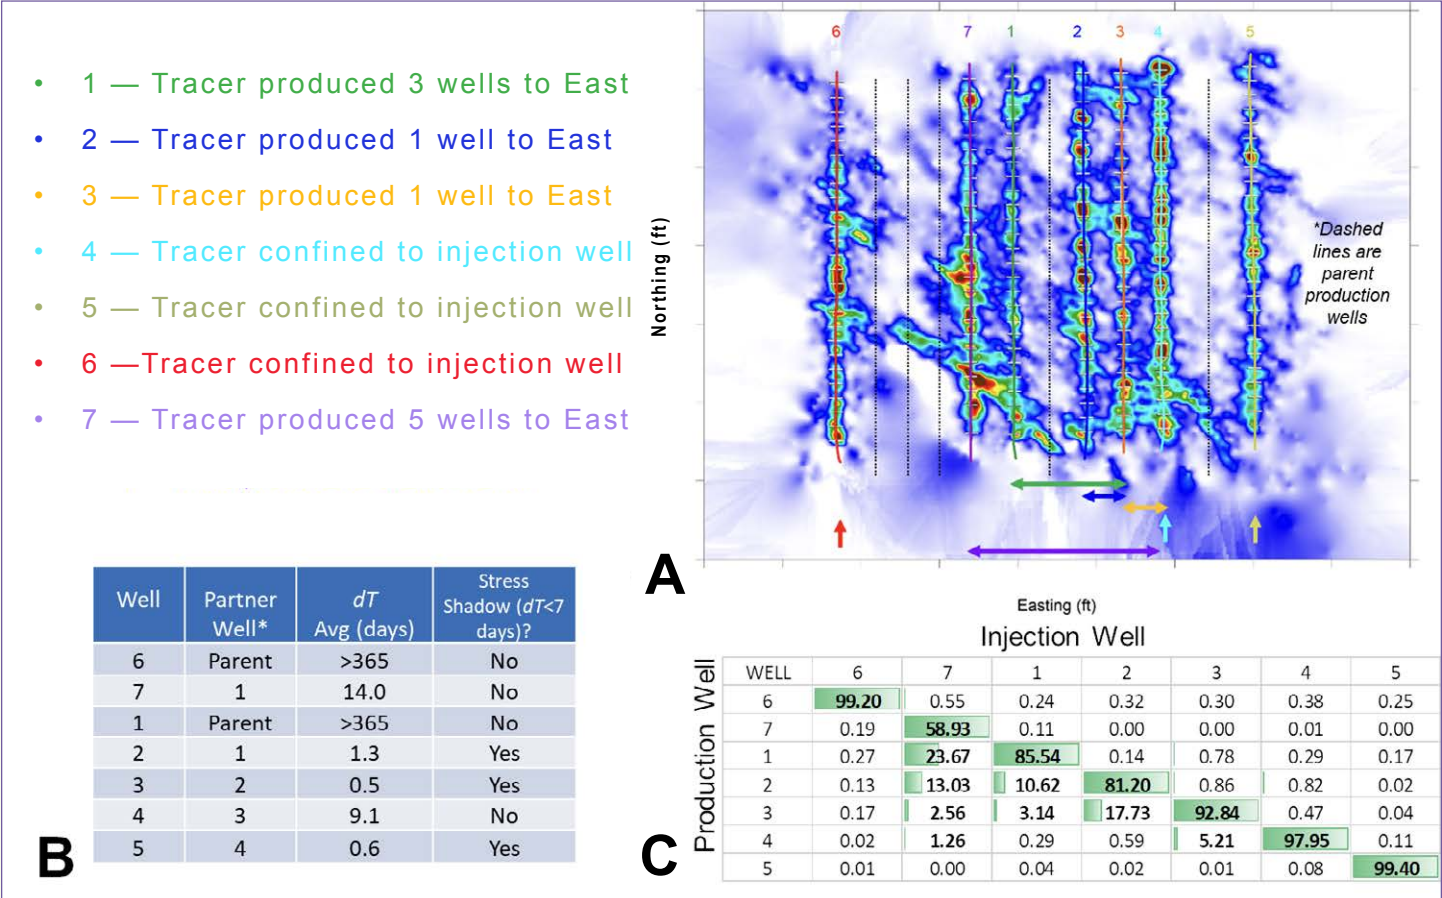 • 1 — Tracer produced 3 wells to East
• 2 — Tracer produced 1 well to East
• 3 — Tracer produced 1 well to East
• 4 — Tracer confined to injection well
• 5 — Tracer confined to injection well
• 6 —Tracer confined to injection well
• 7 — Tracer produced 5 wells to East
6 7 1 2 3 4 5
Northing (ft)
*Dashed
lines are
parent
production
wells
A
Easting (ft)
Well Partner Well* dT Avg (days) Stress Shadow (dT<7 days)?
6 Parent >365 No
7 1 14.0 No
1 Parent >365 No
2 1 1.3 Yes
3 2 0.5 Yes
4 3 9.1 No
5 4 0.6 Yes
B
Injection Well
Production Well
WELL 6 7 1 2 3 4 5
6 99.20 0.55 0.24 0.32 0.30 0.38 0.25
7 0.19 58.93 0.11 0.00 0.00 0.01 0.00
1 0.27 23.67 85.54 0.14 0.78 0.29 0.17
2 0.13 13.03 10.62 81.20 0.86 0.82 0.02
3 0.17 2.56 3.14 17.73 92.84 0.47 0.04
4 0.02 1.26 0.29 0.59 5.21 97.95 0.11
5 0.01 0.00 0.04 0.02 0.01 0.08 99.40
C